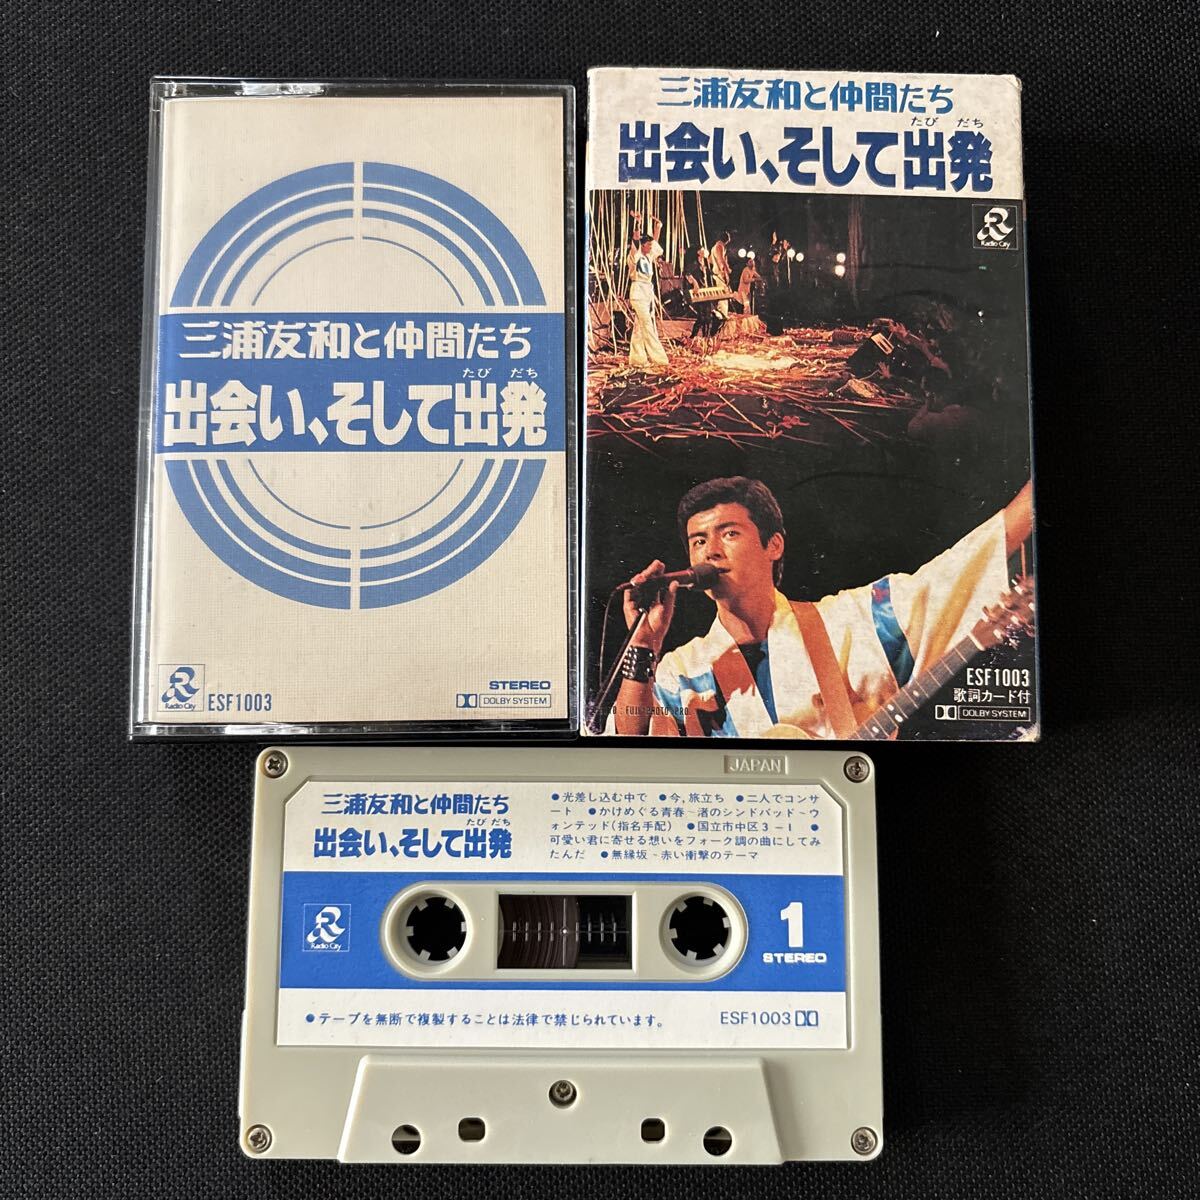 三浦友和と仲間たち
たび だち
出会い、そして出発
Radio City
ESF1003
STEREO
DOLBY SYSTEM
三浦友和と仲間たち
たび だち
出会い、そして出発
Radio City
ESF1003
歌詞カード付
DOLBY SYSTEM
JAPAN
三浦友和と仲間たち
たび だち
出会い、そして出発
●光差し込む中で ●今,旅立ち ●二人でコンサ
ート ●かけめぐる青春~渚のシンドバッド~ウ
ォンテッド(指名手配) ●国立市中区3-1 ●
可愛い君に寄せる想いをフォーク調の曲にしてみ
たんだ ●無縁坂~赤い衝撃のテーマ
Radio City
1
STEREO
●テープを無断で複製することは法律で禁じられています。
ESF1003